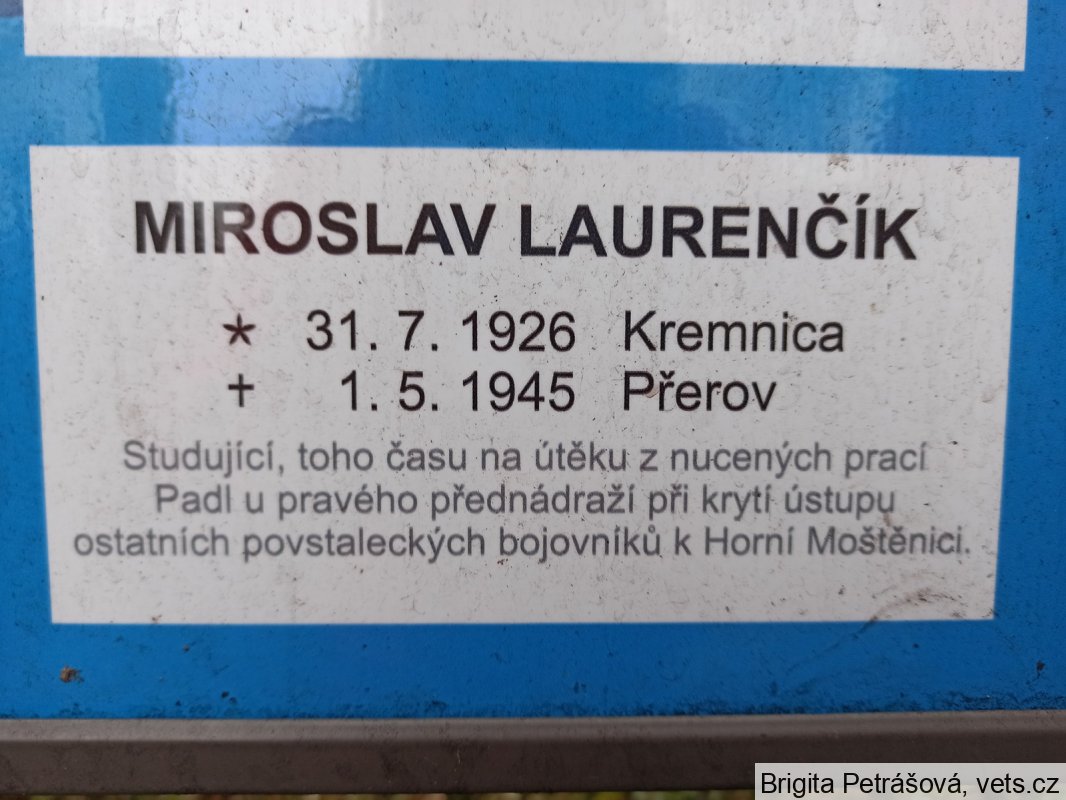 MIROSLAV LAURENČÍK
* 31. 7. 1926 Kremnica
† 1. 5. 1945 Přerov
Studující, toho času na útěku z nucených prací
Padl u pravého přednádraží při krytí ústupu
ostatních povstaleckých bojovníků k Horní Moštěnici.
Brigita Petrášová, vets.cz